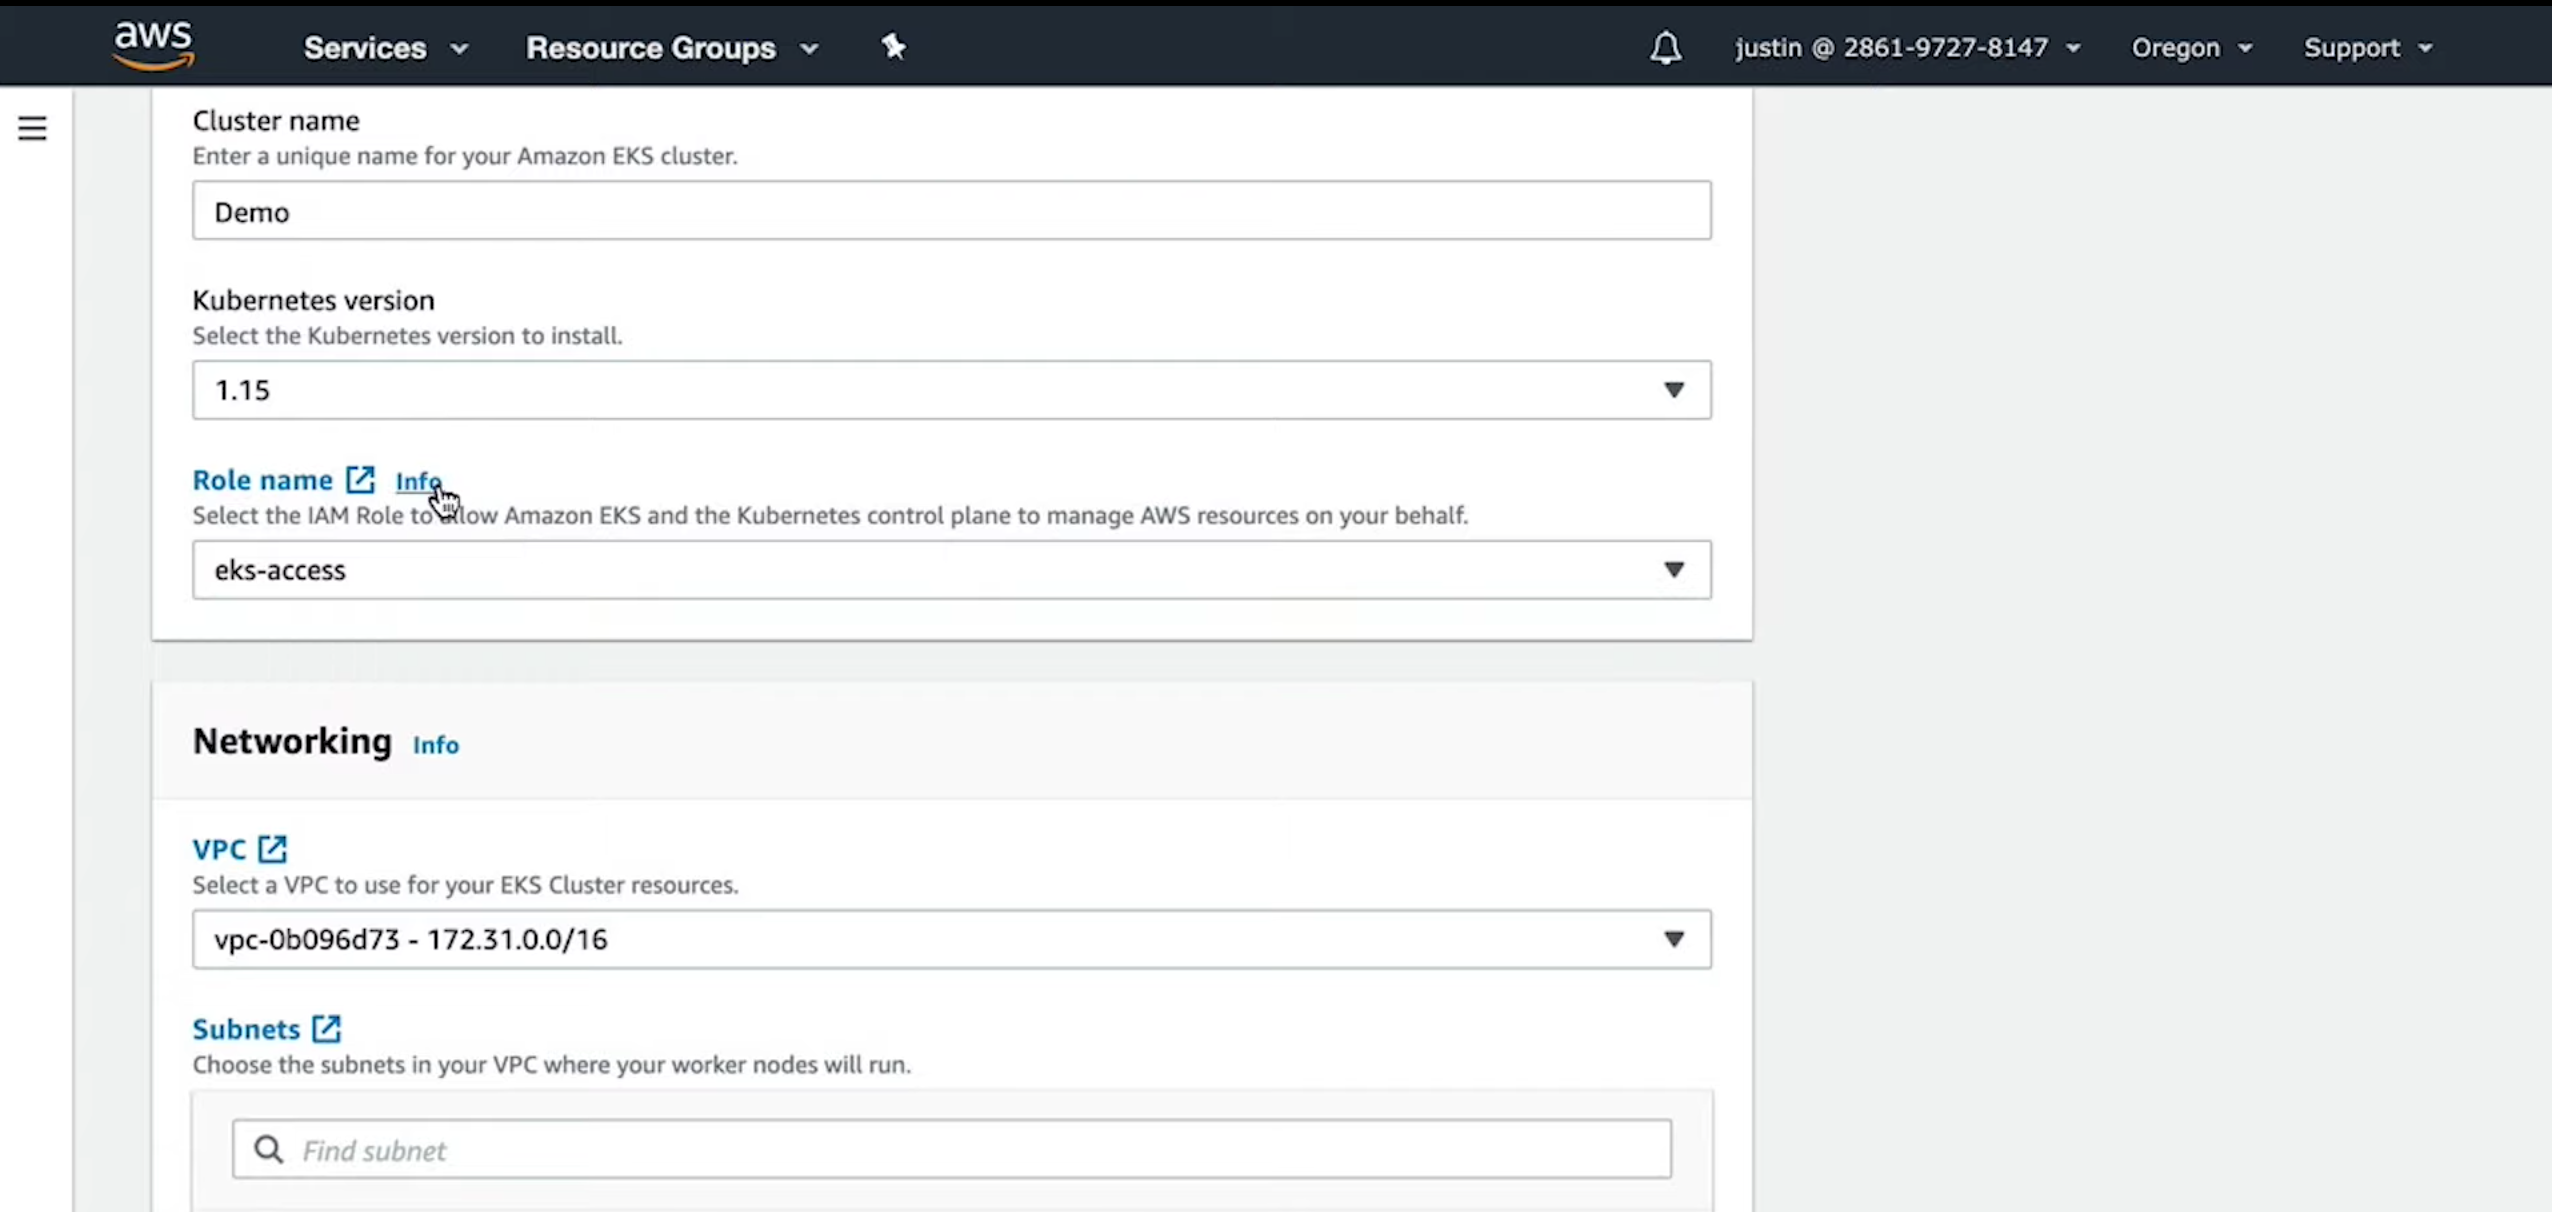 aws Services Resource Groups justin @ 2861-9727-8147 Oregon Support
Cluster name
Enter a unique name for your Amazon EKS cluster.
Demo
Kubernetes version
Select the Kubernetes version to install.
1.15
Role name Info
Select the IAM Role to allow Amazon EKS and the Kubernetes control plane to manage AWS resources on your behalf.
eks-access
Networking Info
VPC
Select a VPC to use for your EKS Cluster resources.
vpc-0b096d73 - 172.31.0.0/16
Subnets
Choose the subnets in your VPC where your worker nodes will run.
Find subnet